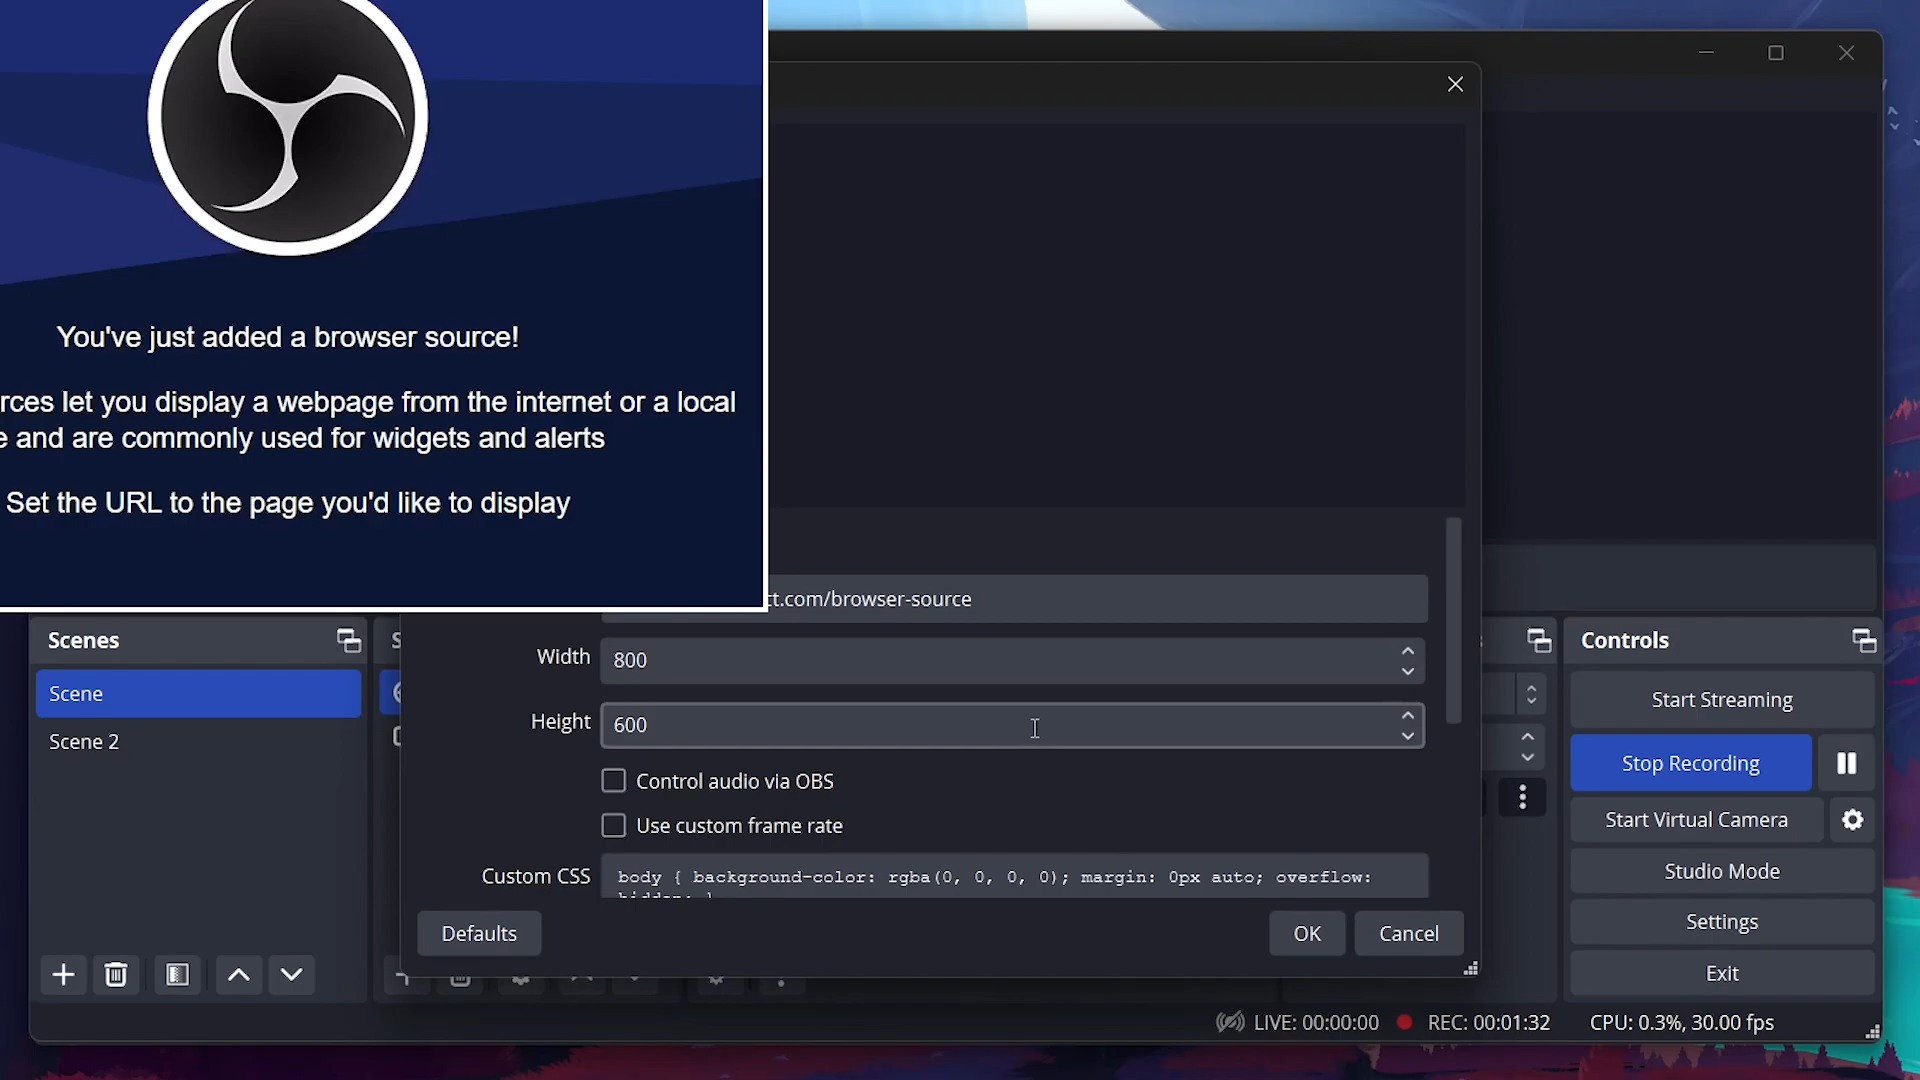 You've just added a browser source!
rces let you display a webpage from the internet or a local
e and are commonly used for widgets and alerts
Set the URL to the page you'd like to display
ct.com/browser-source
Width 800
Height 600
Control audio via OBS
Use custom frame rate
Custom CSS body { background-color: rgba(0, 0, 0, 0); margin: 0px auto; overflow:
Defaults OK Cancel
Scenes
Scene
Scene 2
S
Controls
Start Streaming
Stop Recording
Start Virtual Camera
Studio Mode
Settings
Exit
LIVE: 00:00:00 REC: 00:01:32 CPU: 0.3%, 30.00 fps